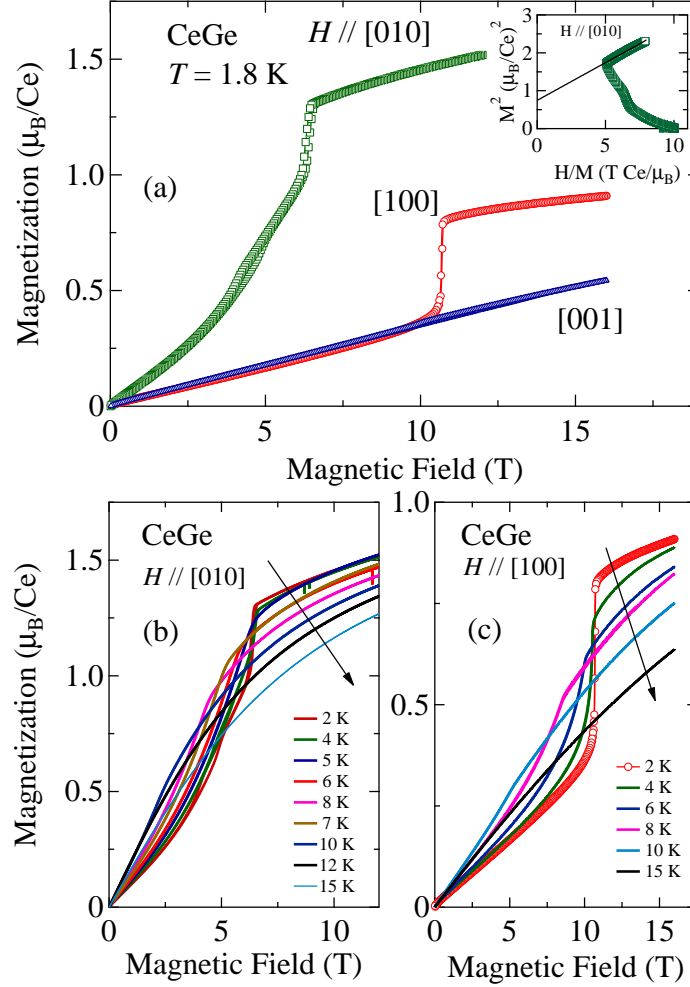 CeGe
H // [010]
T = 1.8 K
(a)
[100]
[001]
Magnetization (μB/Ce)
1.5
1.0
0.5
0
0
5
10
15
Magnetic Field (T)
H // [010]
M2 (μB/Ce)2
3
2
1
0
0
5
10
H/M (T Ce/μB)
CeGe
H // [010]
(b)
2 K
4 K
5 K
6 K
8 K
7 K
10 K
12 K
15 K
Magnetization (μB/Ce)
1.5
1.0
0.5
0
0
5
10
Magnetic Field (T)
CeGe
H // [100]
(c)
2 K
4 K
6 K
8 K
10 K
15 K
1.0
0.5
0
0
5
10
15
Magnetic Field (T)